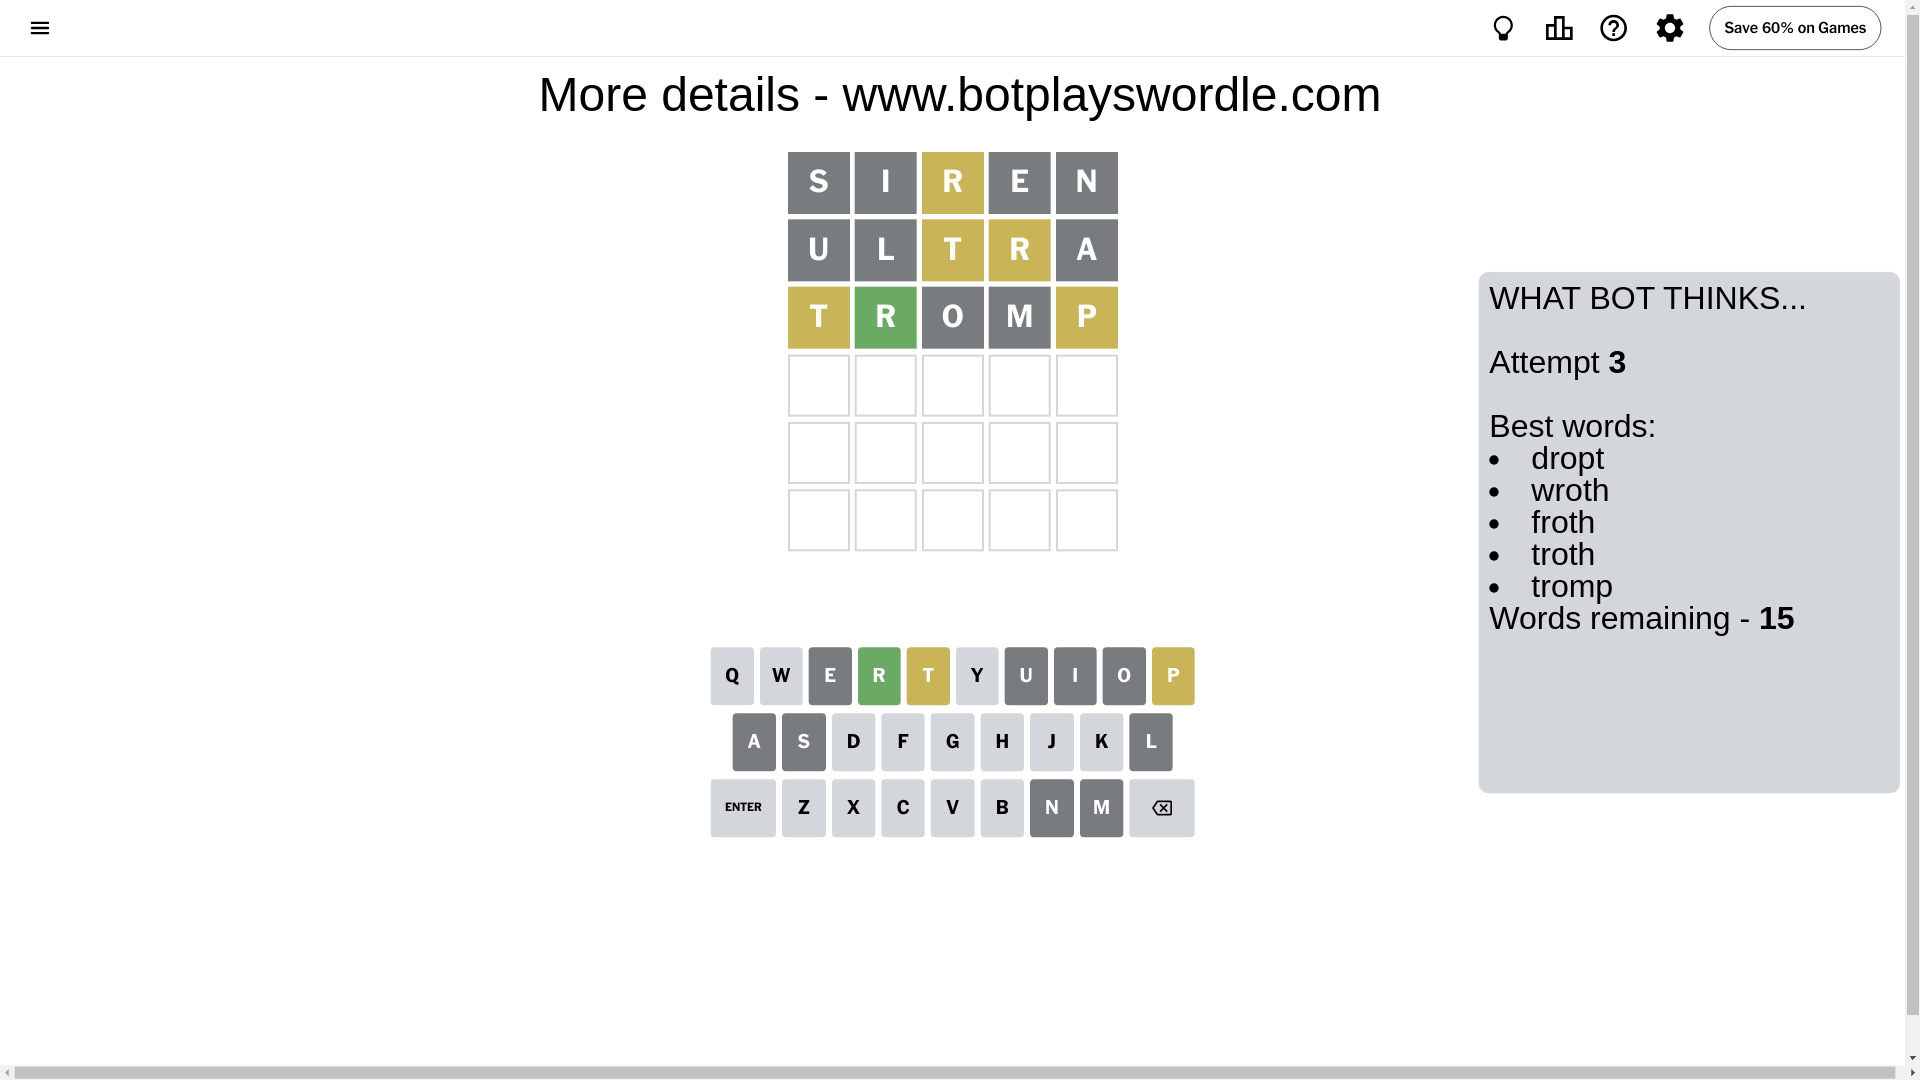 Save 60% on Games
More details - www.botplayswordle.com
S I R E N
U L T R A
T R O M P
WHAT BOT THINKS...
Attempt 3
Best words:
• dropt
• wroth
• froth
• troth
• tromp
Words remaining - 15
Q W E R T Y U I O P
A S D F G H J K L
ENTER Z X C V B N M